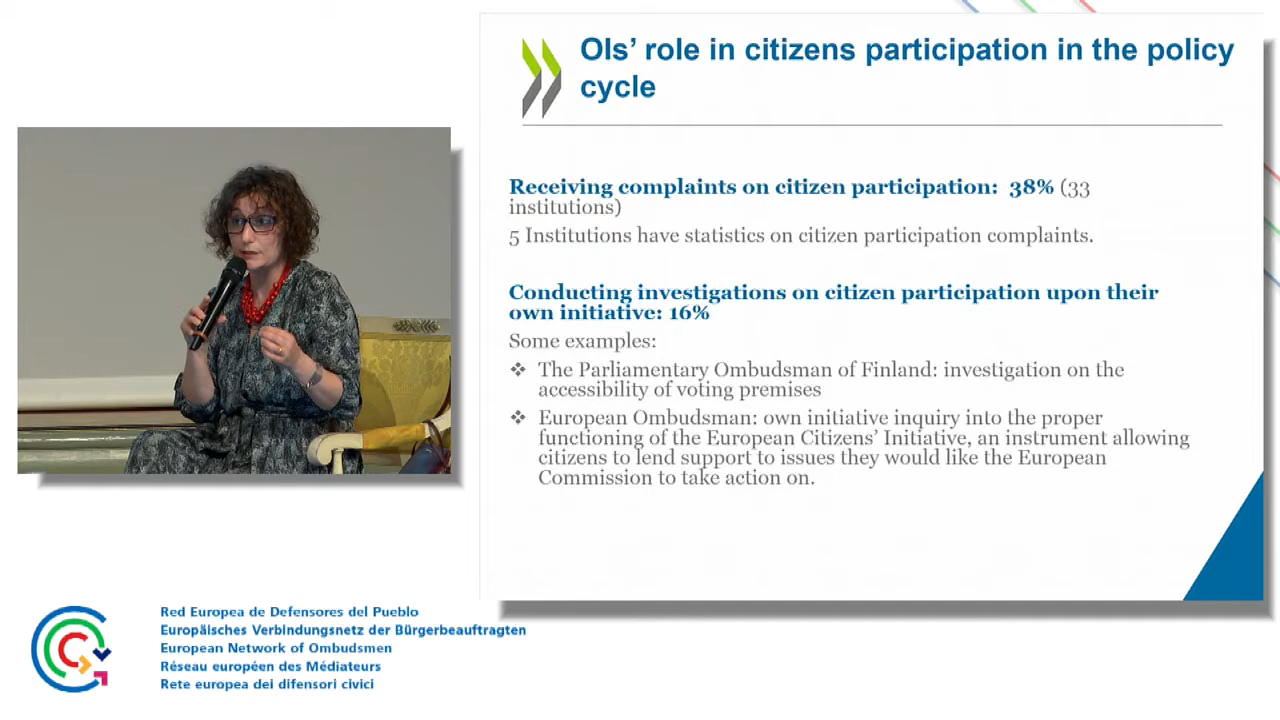 OIs' role in citizens participation in the policy
cycle
Receiving complaints on citizen participation: 38% (33
institutions)
5 Institutions have statistics on citizen participation complaints.
Conducting investigations on citizen participation upon their
own initiative: 16%
Some examples:
❖ The Parliamentary Ombudsman of Finland: investigation on the
accessibility of voting premises
❖ European Ombudsman: own initiative inquiry into the proper
functioning of the European Citizens' Initiative, an instrument allowing
citizens to lend support to issues they would like the European
Commission to take action on.
Red Europea de Defensores del Pueblo
Europäisches Verbindungsnetz der Bürgerbeauftragten
European Network of Ombudsmen
Réseau européen des Médiateurs
Rete europea dei difensori civici